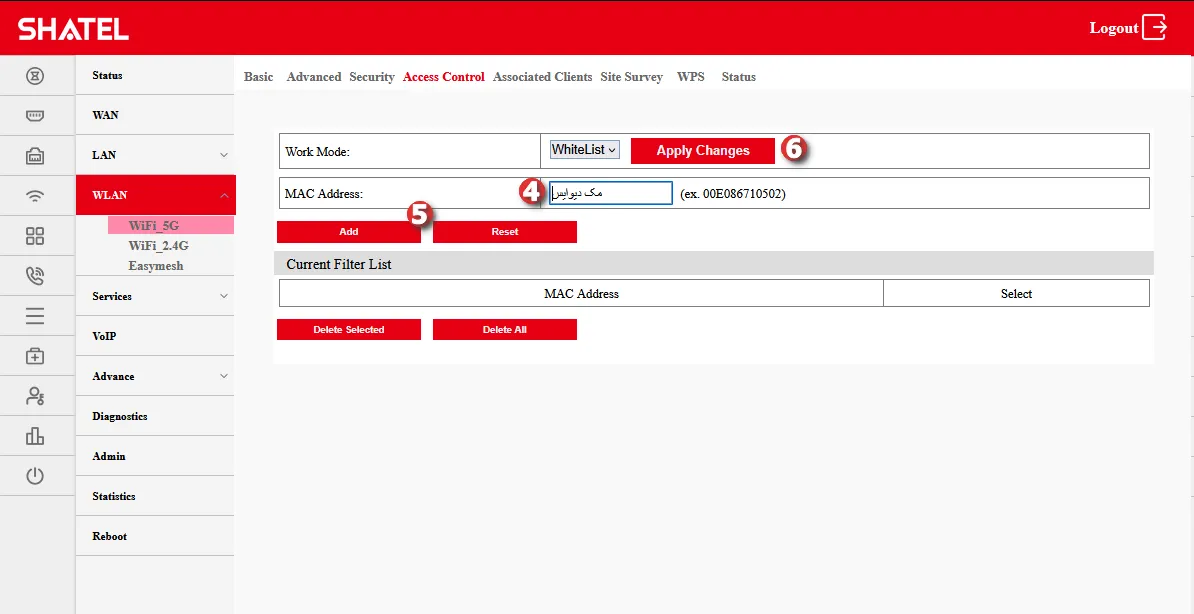 SHATEL
Logout
Status
WAN
LAN
WLAN
WiFi_5G
WiFi_2.4G
Easymesh
Services
VoIP
Advance
Diagnostics
Admin
Statistics
Reboot
Basic Advanced Security Access Control Associated Clients Site Survey WPS Status
Work Mode: WhiteList Apply Changes 6
MAC Address: 4 مک دیوایس (ex. 00E086710502)
5
Add Reset
Current Filter List
MAC Address Select
Delete Selected Delete All